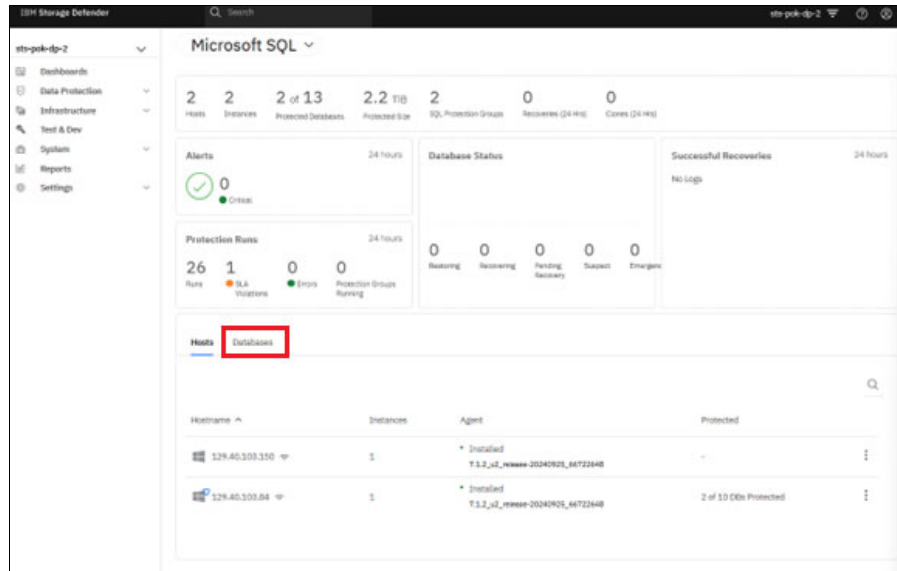 IBM Storage Defender
Search
sts-pok-dp-2
sts-pok-dp-2
Dashboards
Data Protection
Infrastructure
Test & Dev
System
Reports
Settings
Microsoft SQL
2 2 2 of 13 2.2 TiB 2 0 0
Hosts Instances Protected Databases Protected Size SQL Protection Groups Recoveries (24 Hrs) Clones (24 Hrs)
Alerts 24 hours
0
Critical
Database Status
0 0 0 0 0
Restoring Recovering Pending Recovery Suspect Emergenc
Successful Recoveries 24 hours
No Logs
Protection Runs 24 hours
26 1 0 0
Runs SLA Violations Errors Protection Groups Running
Hosts Databases
Hostname Instances Agent Protected
129.40.103.150 1 Installed -
7.1.2_u2_release-20240925_66722648
129.40.103.84 1 Installed 2 of 10 DBs Protected
7.1.2_u2_release-20240925_66722648